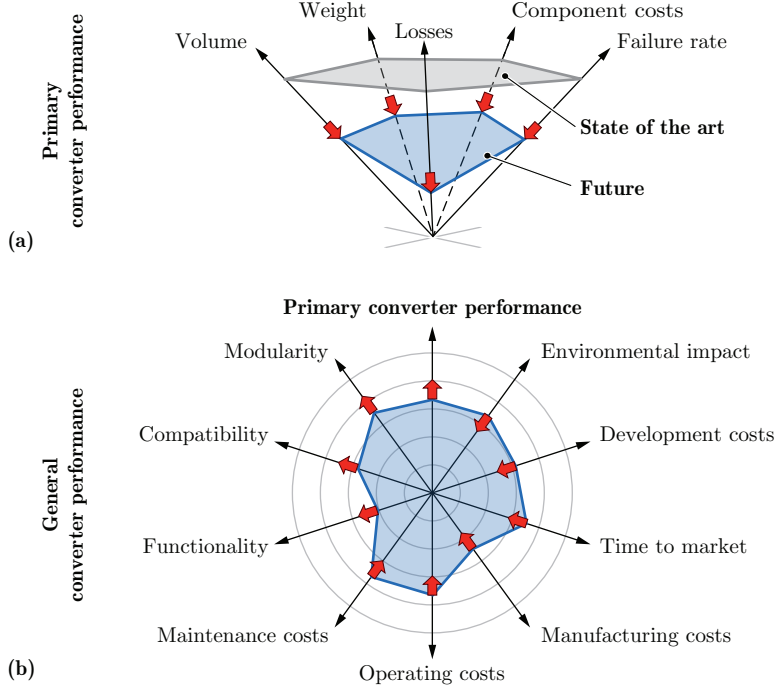 Primary
converter performance
Weight
Component costs
Volume
Losses
Failure rate
State of the art
Future
(a)
Primary converter performance
Modularity
Environmental impact
Compatibility
Development costs
General
converter performance
Functionality
Time to market
Maintenance costs
Manufacturing costs
Operating costs
(b)